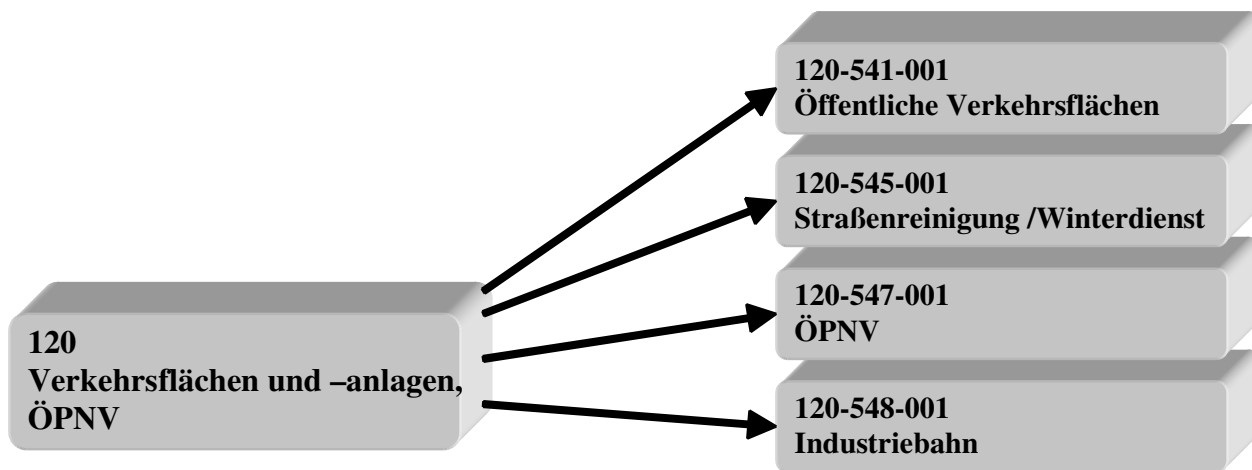 120-541-001
Öffentliche Verkehrsflächen
120-545-001
Straßenreinigung /Winterdienst
120-547-001
ÖPNV
120
Verkehrsflächen und –anlagen,
ÖPNV
120-548-001
Industriebahn